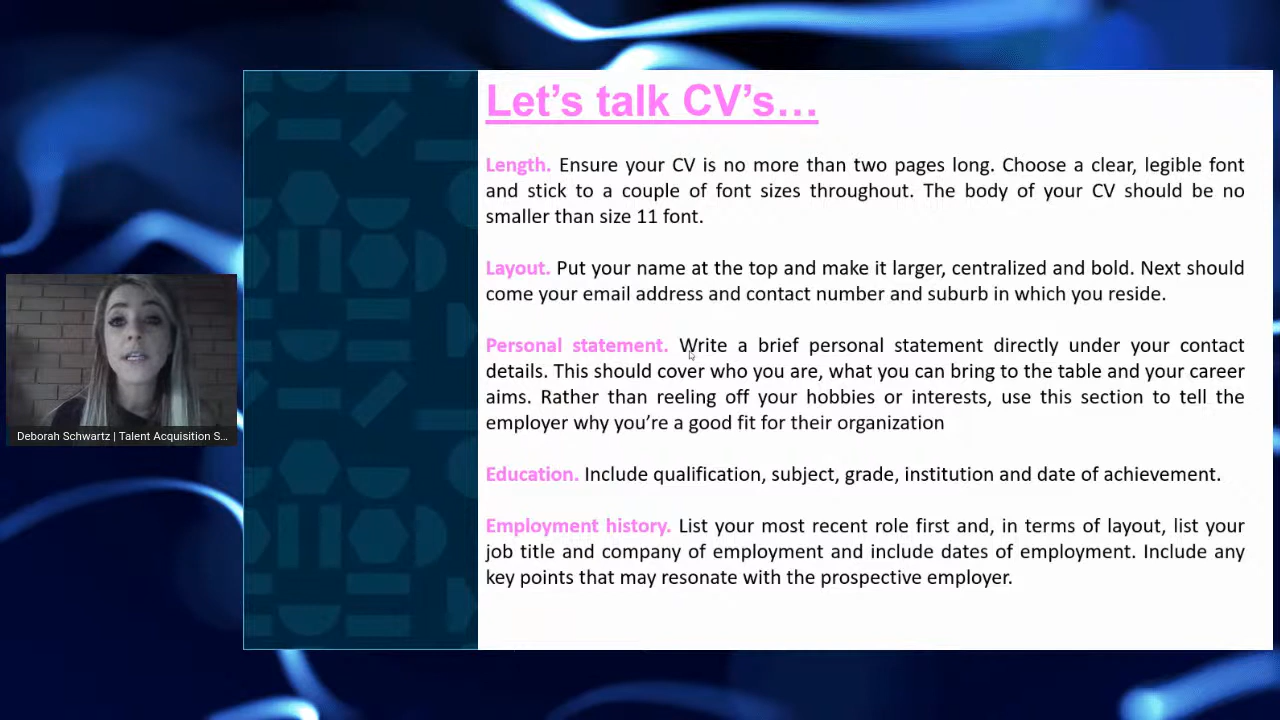 Let's talk CV's…
Length. Ensure your CV is no more than two pages long. Choose a clear, legible font
and stick to a couple of font sizes throughout. The body of your CV should be no
smaller than size 11 font.
Layout. Put your name at the top and make it larger, centralized and bold. Next should
come your email address and contact number and suburb in which you reside.
Personal statement. Write a brief personal statement directly under your contact
details. This should cover who you are, what you can bring to the table and your career
aims. Rather than reeling off your hobbies or interests, use this section to tell the
employer why you're a good fit for their organization
Education. Include qualification, subject, grade, institution and date of achievement.
Employment history. List your most recent role first and, in terms of layout, list your
job title and company of employment and include dates of employment. Include any
key points that may resonate with the prospective employer.
Deborah Schwartz | Talent Acquisition S...